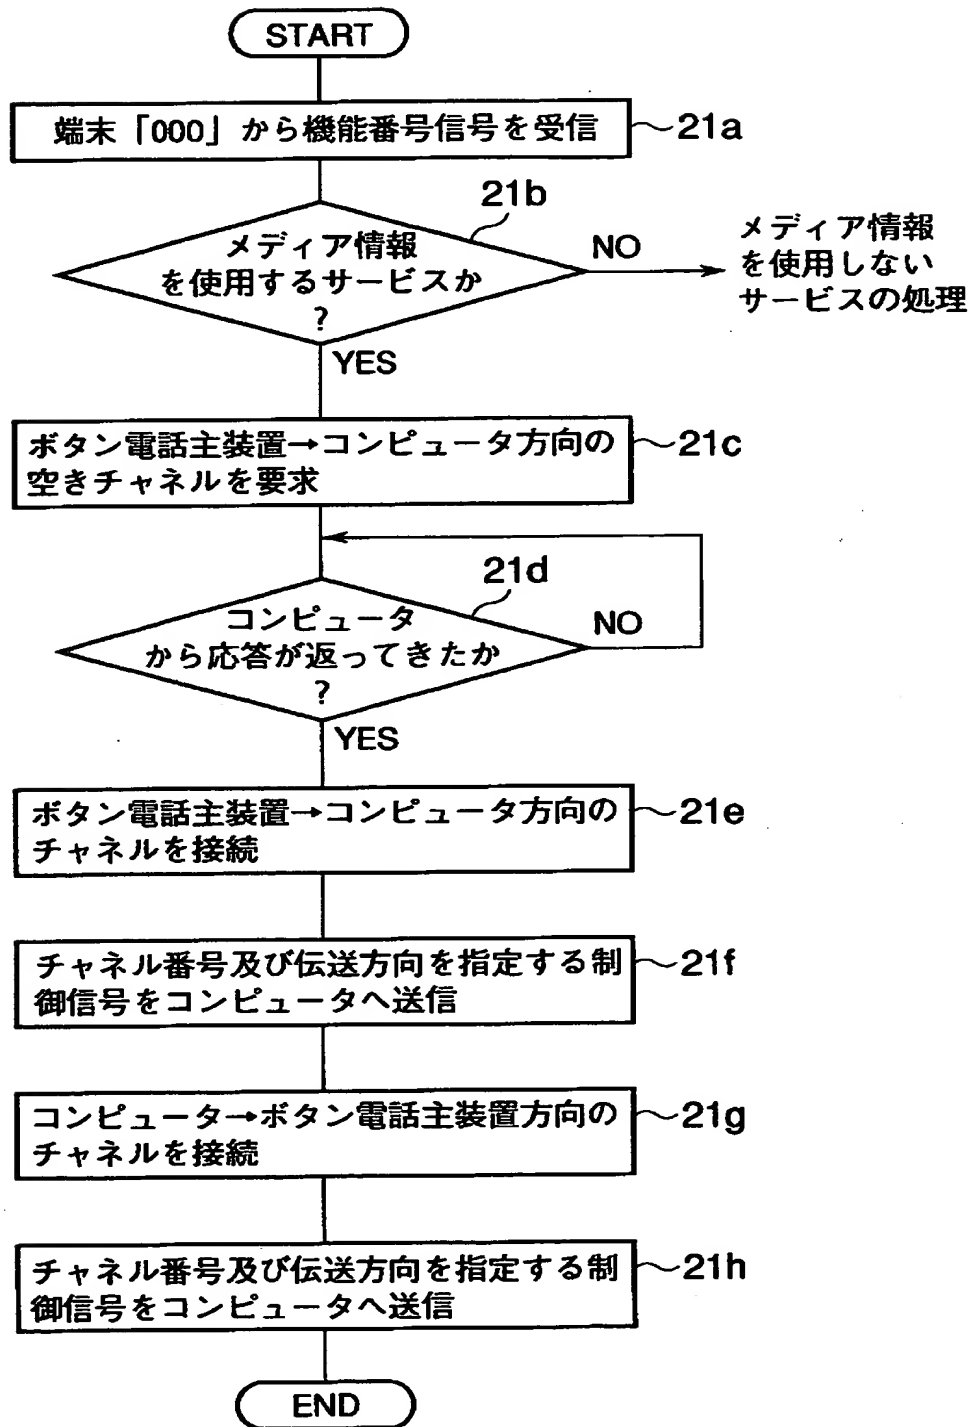 START
端末「000」から機能番号信号を受信
21a
21b
メディア情報
を使用するサービスか
?
NO
メディア情報
を使用しない
サービスの処理
YES
ボタン電話主装置→コンピュータ方向の
空きチャネルを要求
21c
21d
コンピュータ
から応答が返ってきたか
?
NO
YES
ボタン電話主装置→コンピュータ方向の
チャネルを接続
21e
チャネル番号及び伝送方向を指定する制
御信号をコンピュータへ送信
21f
コンピュータ→ボタン電話主装置方向の
チャネルを接続
21g
チャネル番号及び伝送方向を指定する制
御信号をコンピュータへ送信
21h
END